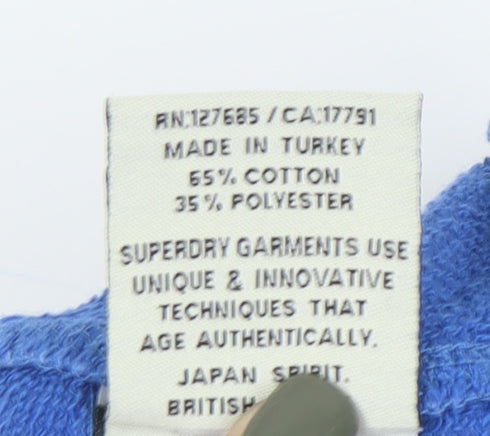 RN:127685 / CA:17791
MADE IN TURKEY
65% COTTON
35% POLYESTER
SUPERDRY GARMENTS USE
UNIQUE & INNOVATIVE
TECHNIQUES THAT
AGE AUTHENTICALLY.
JAPAN SPIRIT.
BRITISH